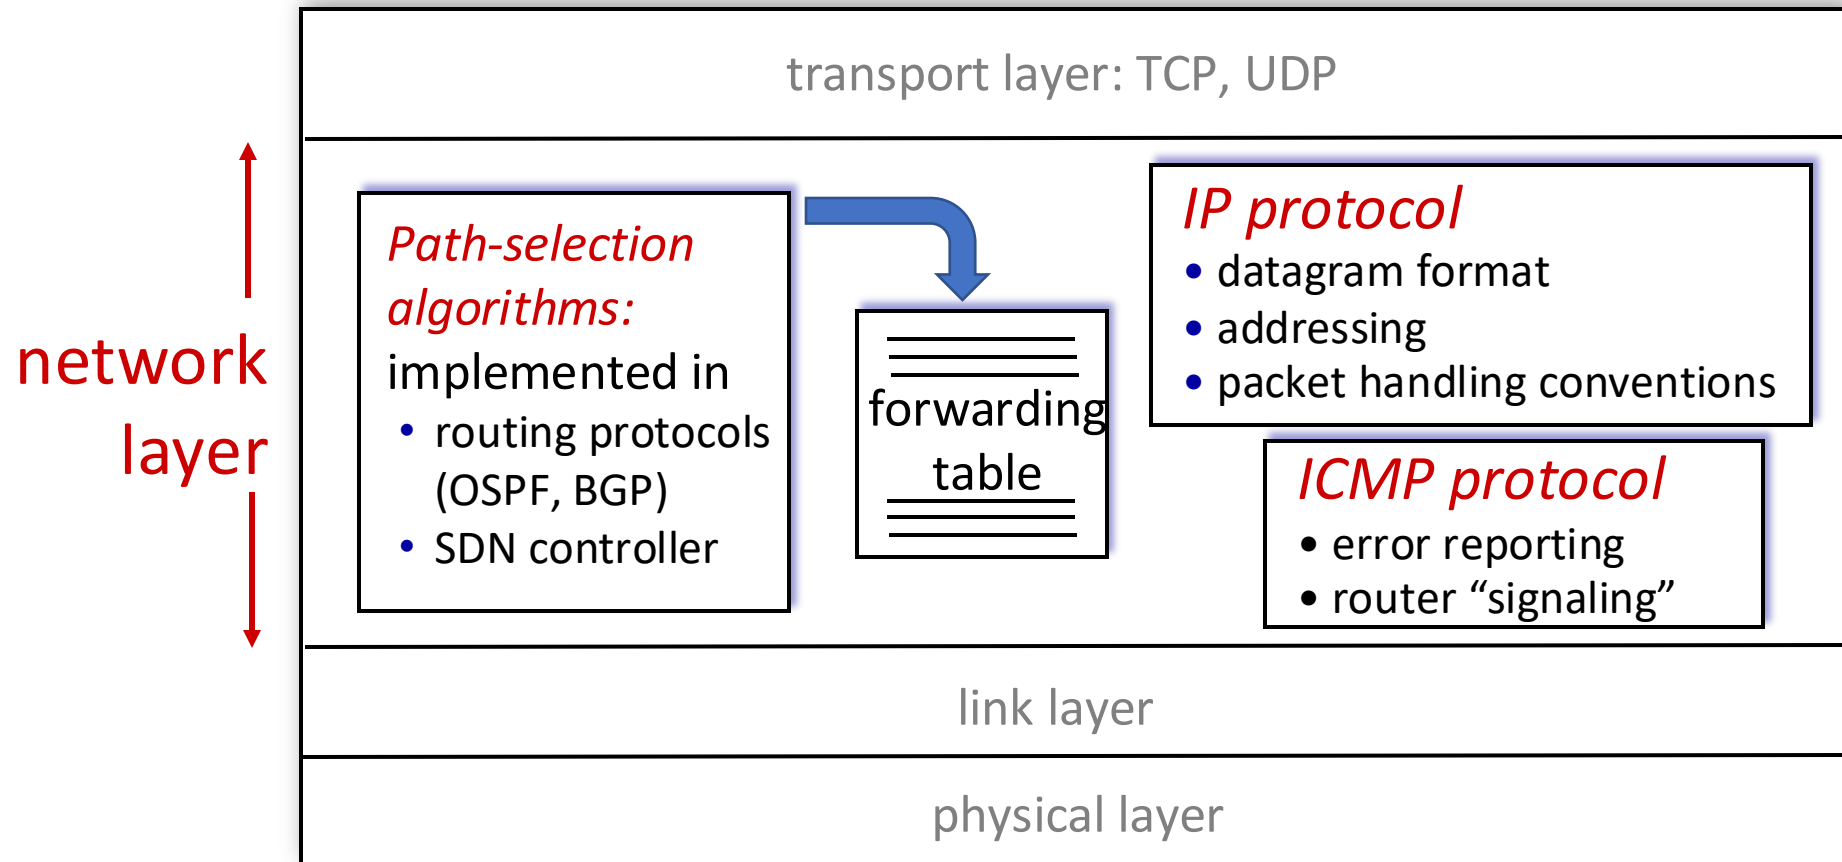 transport layer: TCP, UDP
network
layer
Path-selection
algorithms:
implemented in
• routing protocols
(OSPF, BGP)
• SDN controller
forwarding
table
IP protocol
• datagram format
• addressing
• packet handling conventions
ICMP protocol
• error reporting
• router “signaling”
link layer
physical layer